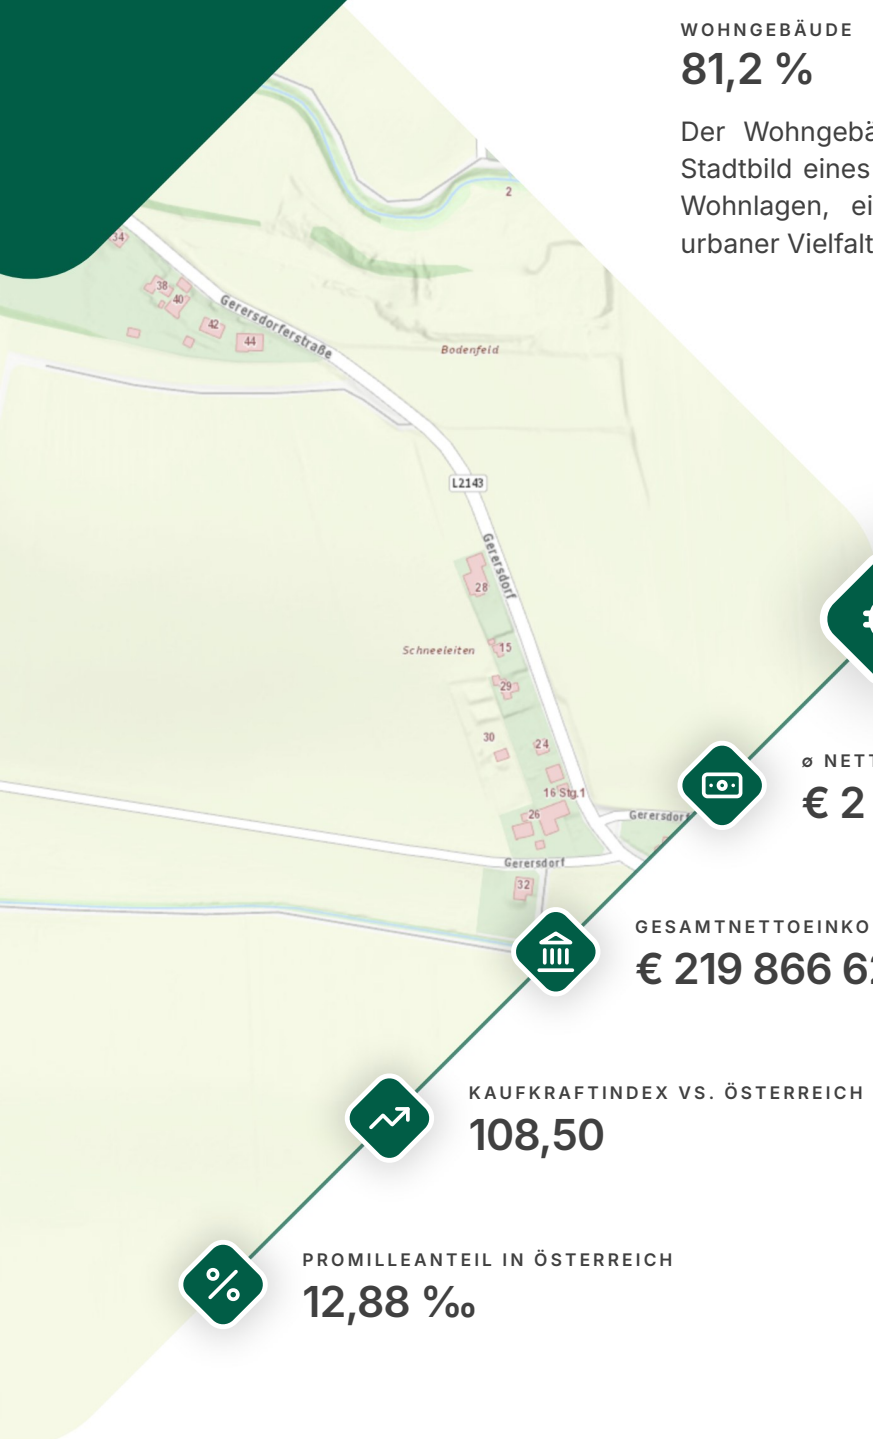 WOHNGEBÄUDE
81,2 %
Der Wohngebä
Stadtbild eines
Wohnlagen, ei
urbaner Vielfalt
2
34
38
40
42
44
Gerersdorferstraße
Bodenfeld
L2143
Gerersdorf
28
Schneeleiten
15
29
30
24
16 Stg.1
26
Gerersdorf
Gerersdorf
32
ø NETT
€ 2
GESAMTNETTOEINKO
€ 219 866 62
KAUFKRAFTINDEX VS. ÖSTERREICH
108,50
PROMILLEANTEIL IN ÖSTERREICH
12,88 ‰